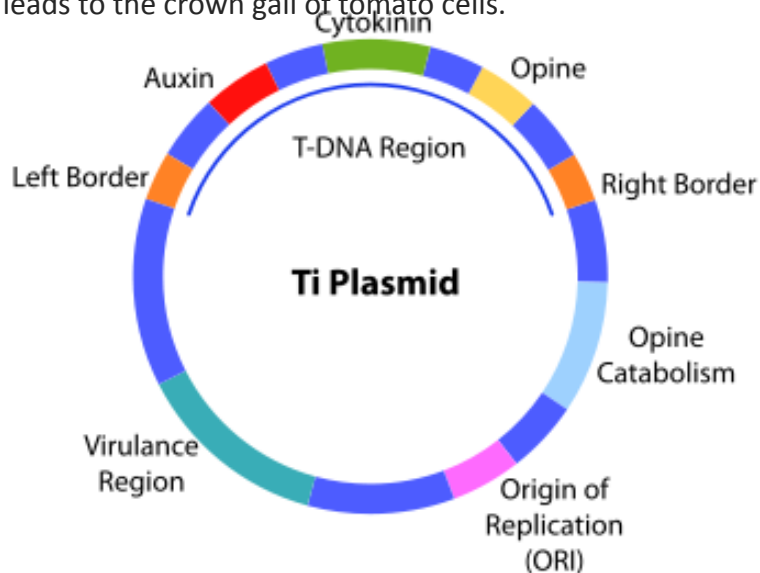 leads to the crown gall of tomato cells.
Cytokinin
Auxin
Opine
T-DNA Region
Left Border
Right Border
Ti Plasmid
Opine
Catabolism
Virulance
Region
Origin of
Replication
(ORI)